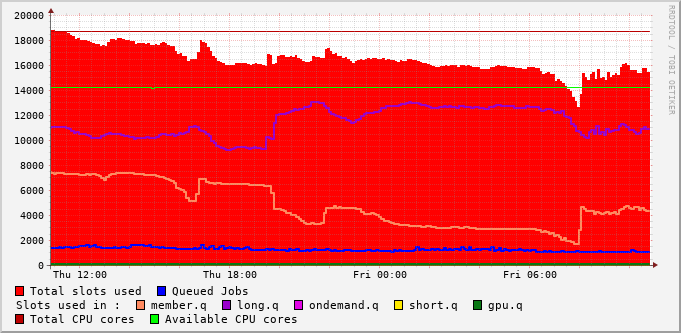 20000
18000
16000
14000
12000
10000
8000
6000
4000
2000
0
Thu 12:00 Thu 18:00 Fri 00:00 Fri 06:00
Total slots used Queued Jobs
Slots used in : member.q long.q ondemand.q short.q gpu.q
Total CPU cores Available CPU cores
RRDTOOL / TOBI OETIKER